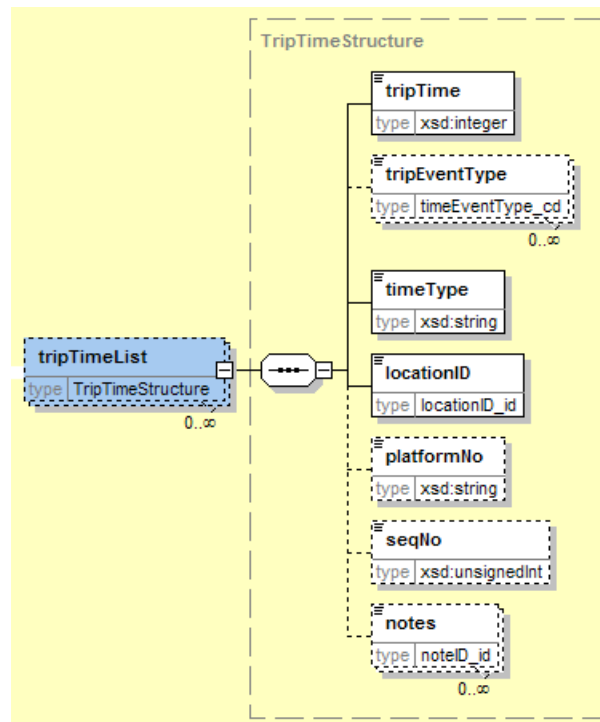 TripTimeStructure
tripTime
type xsd:integer
tripEventType
type timeEventType_cd
0..∞
timeType
type xsd:string
tripTimeList
type TripTimeStructure
0..∞
locationID
type locationID_id
platformNo
type xsd:string
seqNo
type xsd:unsignedInt
notes
type noteID_id
0..∞